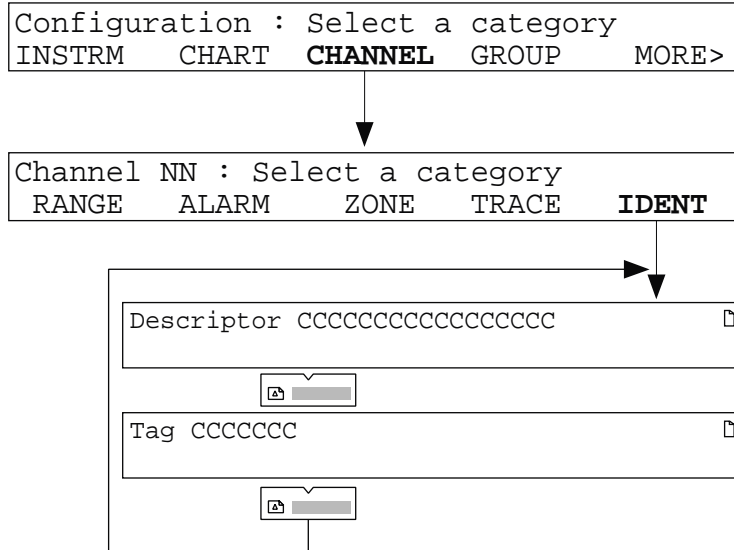 Configuration : Select a category
INSTRM CHART CHANNEL GROUP MORE>
Channel NN : Select a category
RANGE ALARM ZONE TRACE IDENT
Descriptor CCCCCCCCCCCCCCCCC
Tag CCCCCCC